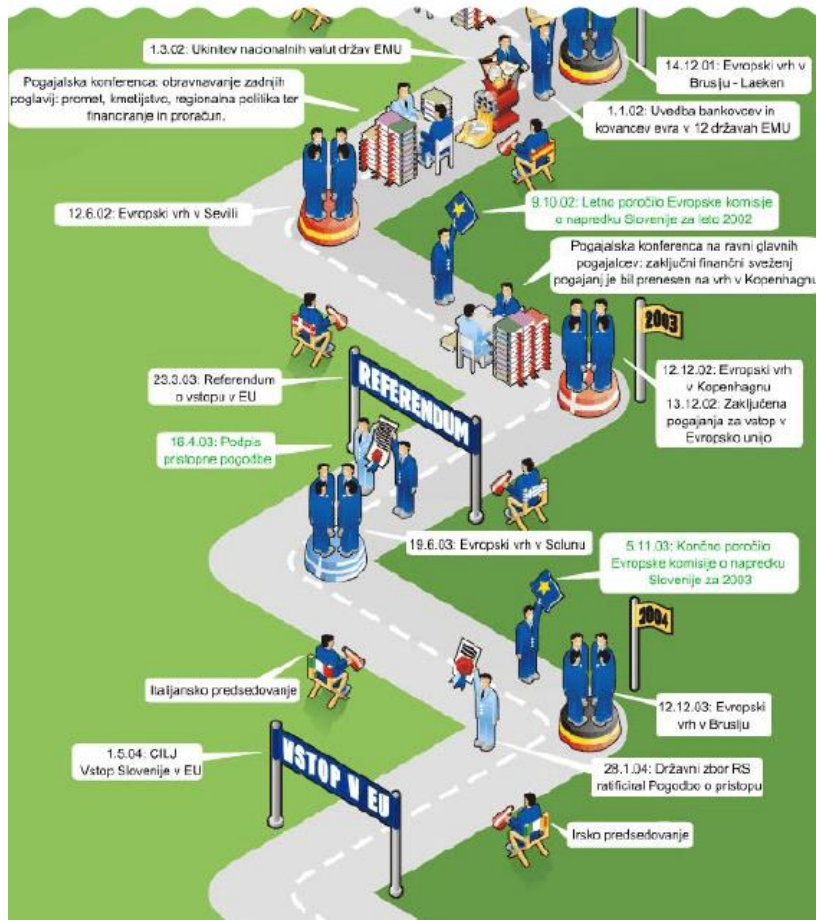 1.3.02: Ukinitev nacionalnih valut držav EMU
14.12.01: Evropski vrh v
Bruslju - Laeken
Pogajalska konferenca: obravnavanje zadnjih
poglavij: promet, kmetijstvo, regionalna politika ter
financiranje in proračun.
1.1.02: Uvedba bankovcev in
kovancev evra v 12 državah EMU
12.6.02: Evropski vrh v Sevilli
9.10.02: Letno poročilo Evropske komisije
o napredku Slovenije za leto 2002
Pogajalska konferenca na ravni glavnih
pogajalcev: zaključni finančni sveženj
pogajanj je bil prenesen na vrh v Kopenhagnu
2003
23.3.03: Referendum
o vstopu v EU
REFERENDUM
12.12.02: Evropski vrh
v Kopenhagnu
13.12.02: Zaključena
pogajanja za vstop v
Evropsko unijo
16.4.03: Podpis
pristopne pogodbe
19.6.03: Evropski vrh v Solunu
5.11.03: Končno poročilo
Evropske komisije o napredku
Slovenije za 2003
2004
Italijansko predsedovanje
12.12.03: Evropski
vrh v Bruslju
1.5.04: CILJ
Vstop Slovenije v EU
VSTOP V EU
28.1.04: Državni zbor RS
ratificiral Pogodbo o pristopu
Irsko predsedovanje